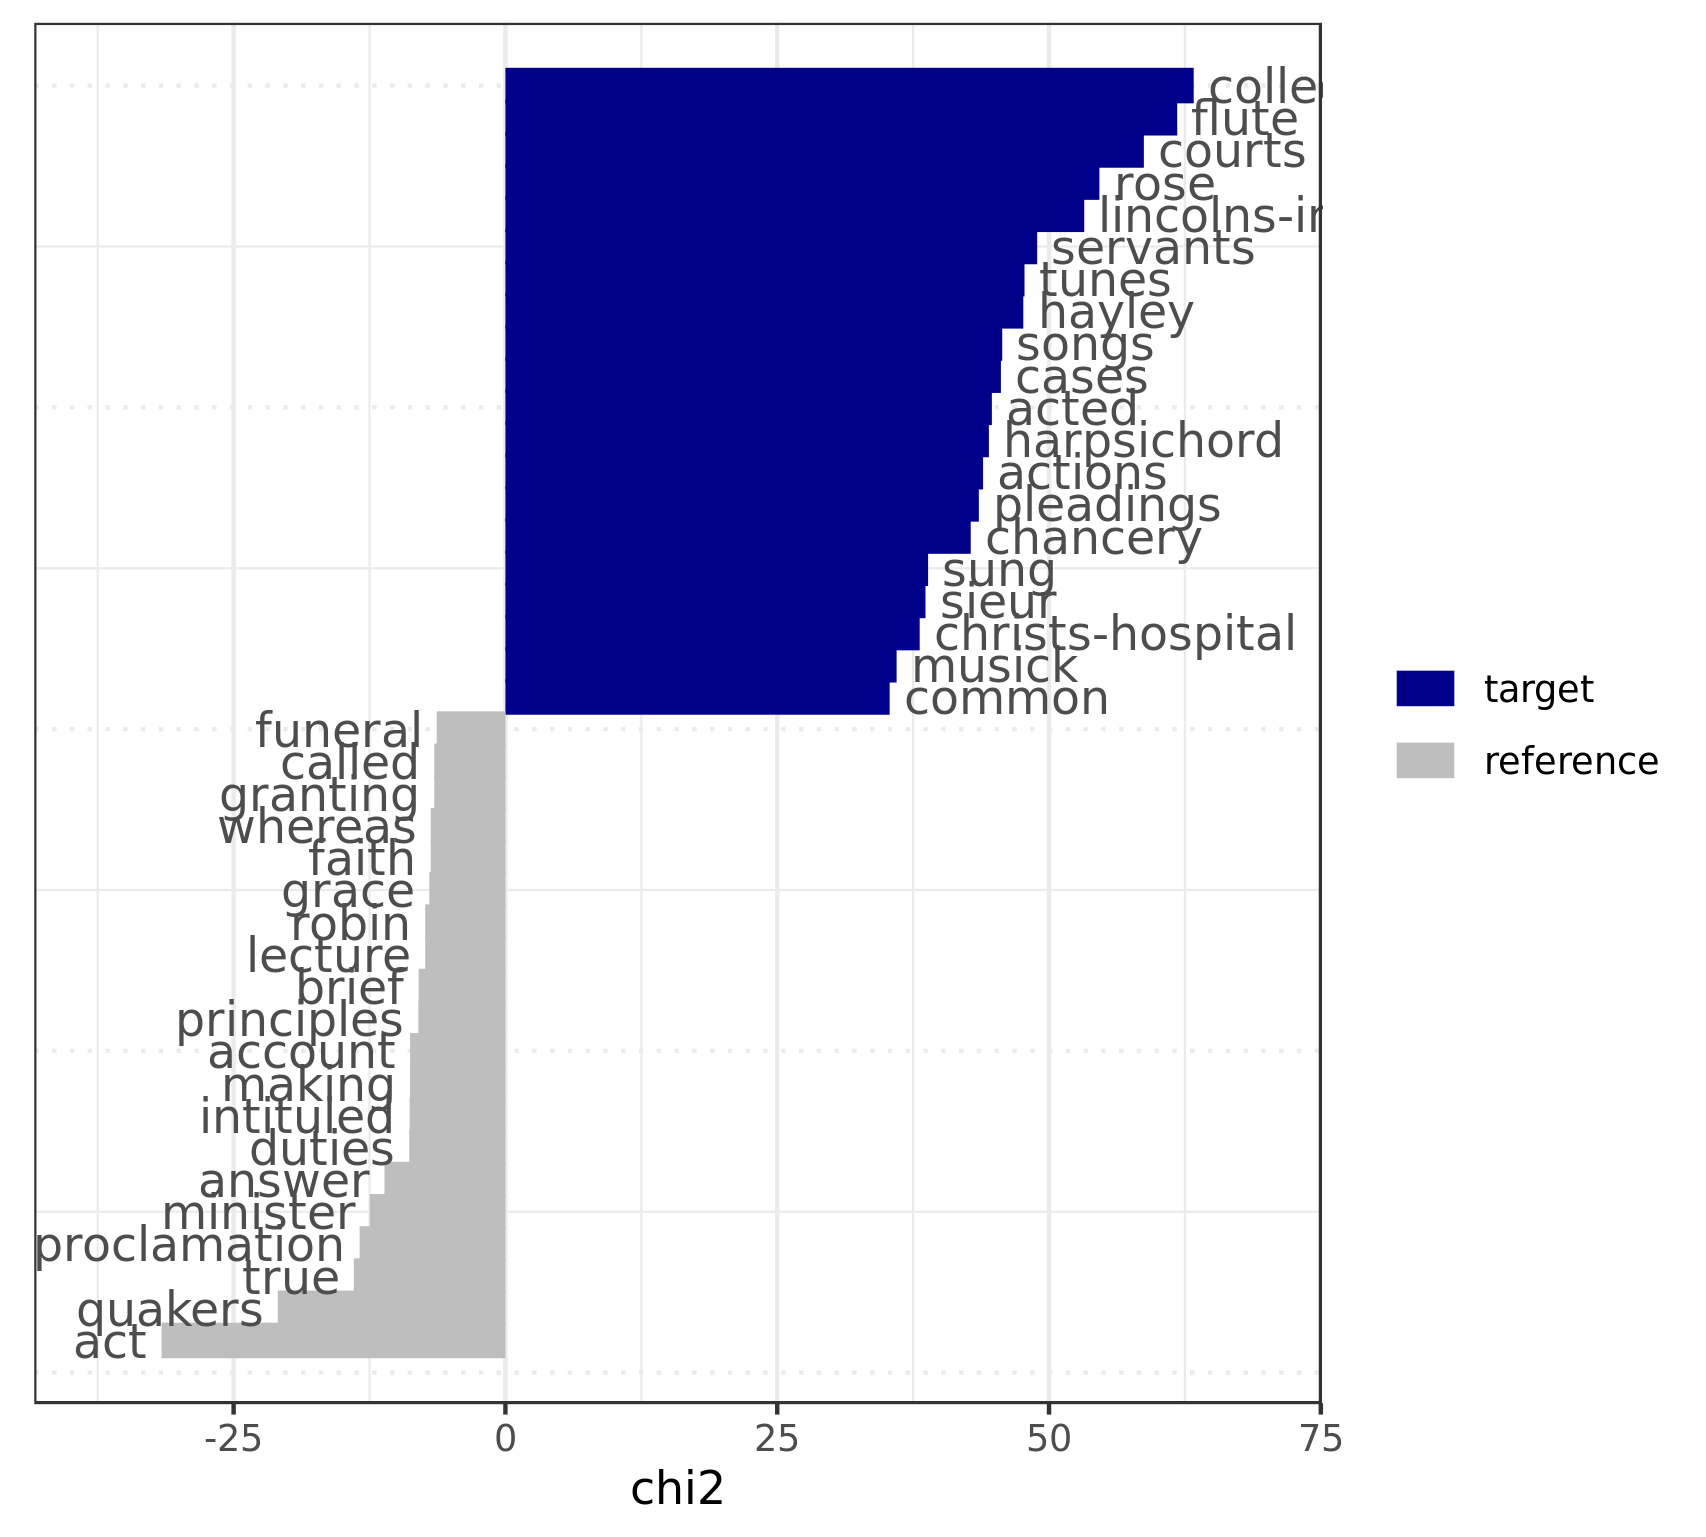 flute
courts
rose
servants
tunes
hayley
songs
cases
acted
harpsichord
actions
pleadings
chancery
sung
sieur
christs-hospital
musick
common
funeral
called
granting
whereas
faith
grace
robin
lecture
brief
principles
account
making
intituled
duties
answer
minister
proclamation
true
quakers
act
target
reference
-25 0 25 50 75
chi2